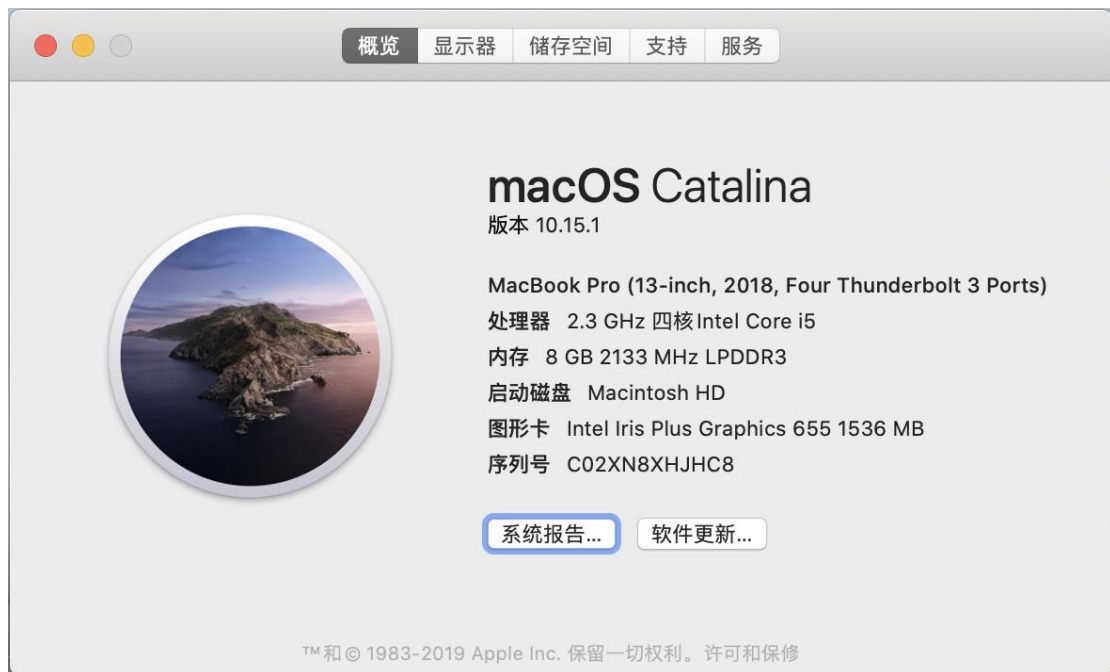 概览 显示器 储存空间 支持 服务
macOS Catalina
版本 10.15.1
MacBook Pro (13-inch, 2018, Four Thunderbolt 3 Ports)
处理器 2.3 GHz 四核Intel Core i5
内存 8 GB 2133 MHz LPDDR3
启动磁盘 Macintosh HD
图形卡 Intel Iris Plus Graphics 655 1536 MB
序列号 C02XN8XHJHC8
系统报告... 软件更新...
™和© 1983-2019 Apple Inc. 保留一切权利。许可和保修